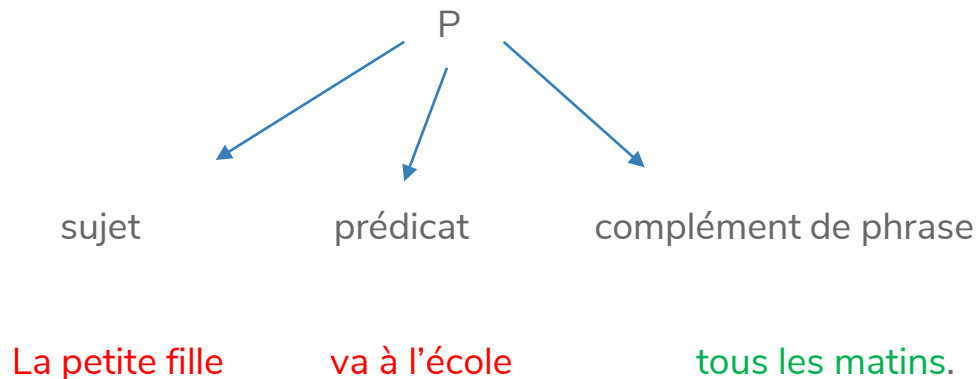 P
sujet prédicat complément de phrase
La petite fille va à l’école tous les matins.